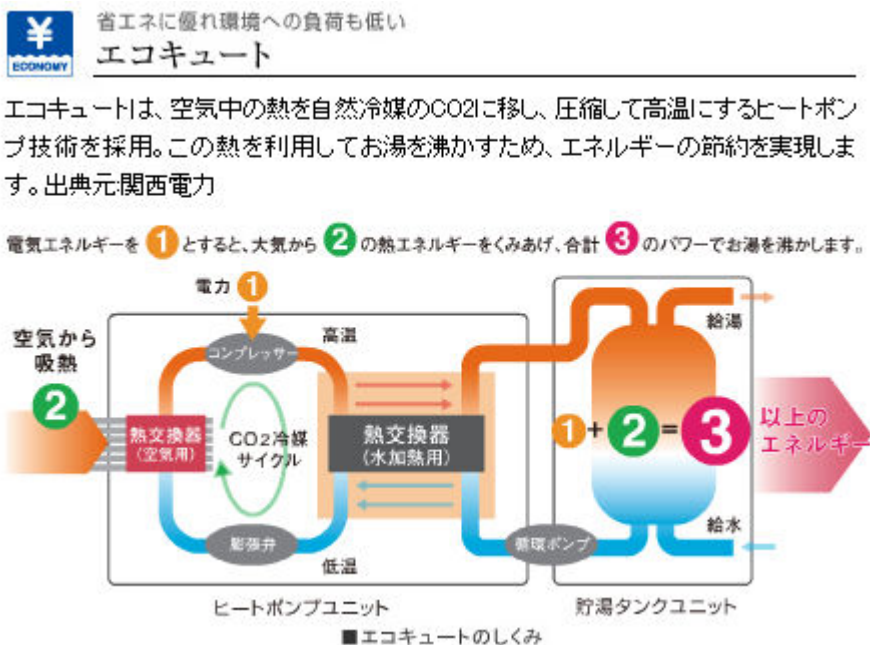 ¥
ECONOMY
省エネに優れ環境への負荷も低い
エコキュート
エコキュートは、空気中の熱を自然冷媒のCO2に移し、圧縮して高温にするヒートポン
プ技術を採用。この熱を利用してお湯を沸かすため、エネルギーの節約を実現しま
す。出典元:関西電力
電気エネルギーを 1 とすると、大気から 2 の熱エネルギーをくみあげ、合計 3 のパワーでお湯を沸かします。
電力 1
空気から
吸熱
2
コンプレッサー
高温
熱交換器
(空気用)
CO2冷媒
サイクル
熱交換器
(水加熱用)
膨張弁
低温
循環ポンプ
給湯
1+2=3
以上の
エネルギー
給水
ヒートポンプユニット
貯湯タンクユニット
■エコキュートのしくみ